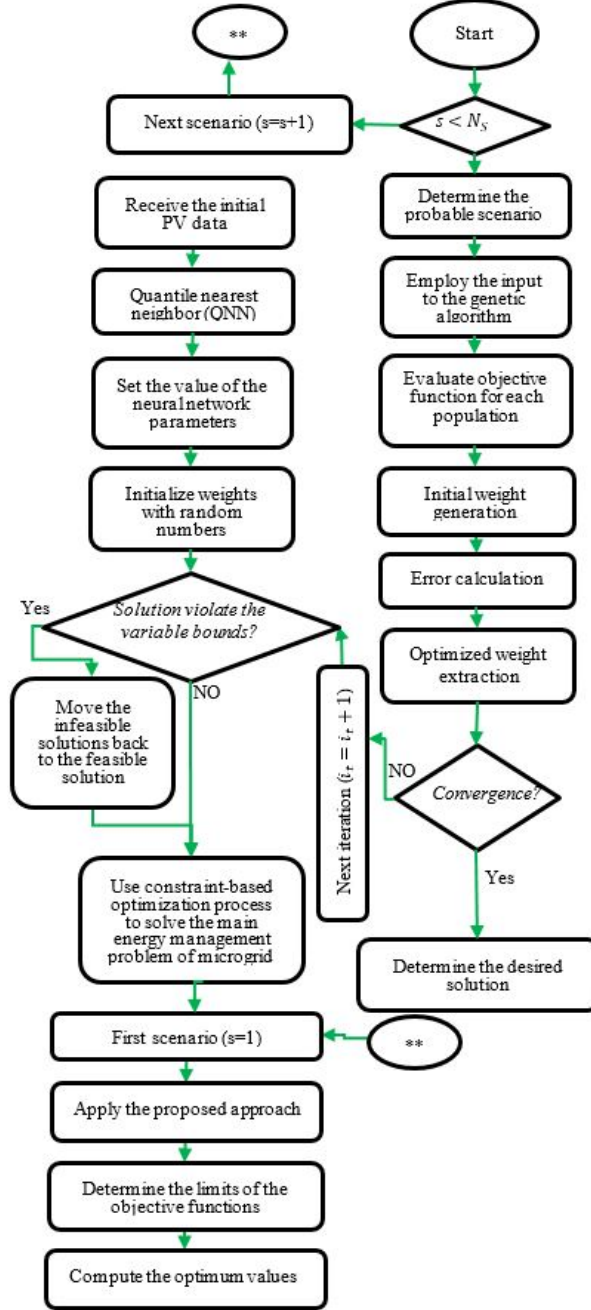 **
Start
Next scenario (s=s+1)
s < N_S
Receive the initial
PV data
Quantile nearest
neighbor (QNN)
Set the value of the
neural network
parameters
Initialize weights
with random
numbers
Solution violate the
variable bounds?
Yes
NO
Move the
infeasible
solutions back
to the feasible
solution
Use constraint-based
optimization process
to solve the main
energy management
problem of microgrid
First scenario (s=1)
**
Apply the proposed approach
Determine the limits of the
objective functions
Compute the optimum values
Determine the
probable scenario
Employ the input
to the genetic
algorithm
Evaluate objective
function for each
population
Initial weight
generation
Error calculation
Optimized weight
extraction
Convergence?
NO
Next iteration (i_t = i_t + 1)
Yes
Determine the desired
solution